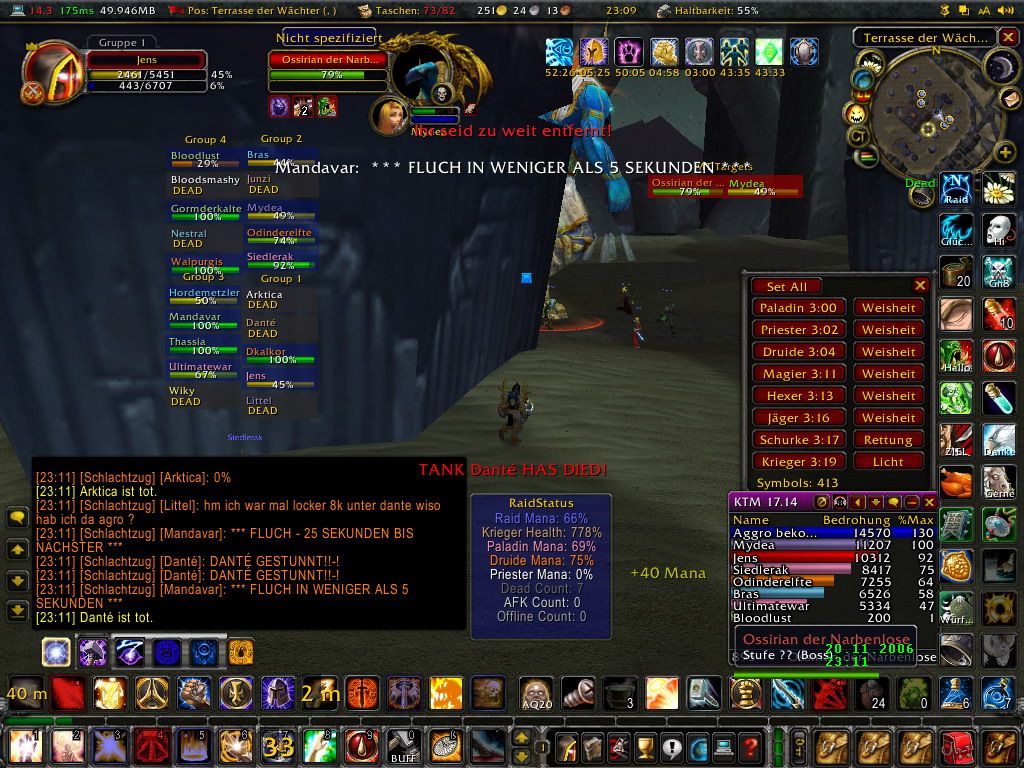 14.3 175ms 49.946MB Pos: Terrasse der Wächter (, ) Taschen: 73/82 251 24 13 23:09 Haltbarkeit: 55%
Gruppe 1
Jens
2461/5451 45%
443/6707 6%
Nicht spezifiziert
Ossirian der Narb...
79%
2
52:26 05:25 50:05 04:58 03:00 43:35 43:33
Terrasse der Wäch...
Ihr seid zu weit entfernt!
Mandavar: *** FLUCH IN WENIGER ALS 5 SEKUNDEN ***
Ossirian der ... 79%
Mydea 49%
Group 4
Bloodlust 29%
Bloodsmashy DEAD
Gormderkalte 100%
Nestral DEAD
Walpurgis 100%
Group 2
Bras 44%
Junzi DEAD
Mydea 49%
Odinderelfte 74%
Siedlerak 92%
Group 3
Hordemetzler 50%
Mandavar 100%
Thassia 100%
Ultimatewar 67%
Wiky DEAD
Group 1
Arktica DEAD
Danté DEAD
Dkalkor 100%
Jens 45%
Littel DEAD
Siedlerak
Set All
Paladin 3:00 Weisheit
Priester 3:02 Weisheit
Druide 3:04 Weisheit
Magier 3:11 Weisheit
Hexer 3:13 Weisheit
Jäger 3:16 Weisheit
Schurke 3:17 Rettung
Krieger 3:19 Licht
Symbols: 413
Raid
Hi
20
10
Hallo
ZIEL
Danke
Gerne
TANK Danté HAS DIED!
[23:11] [Schlachtzug] [Arktica]: 0%
[23:11] Arktica ist tot.
[23:11] [Schlachtzug] [Littel]: hm ich war mal locker 8k unter dante wiso
hab ich da agro ?
[23:11] [Schlachtzug] [Mandavar]: *** FLUCH - 25 SEKUNDEN BIS
NÄCHSTER ***
[23:11] [Schlachtzug] [Danté]: DANTÉ GESTUNNT!!-!
[23:11] [Schlachtzug] [Danté]: DANTÉ GESTUNNT!!-!
[23:11] [Schlachtzug] [Mandavar]: *** FLUCH IN WENIGER ALS 5
SEKUNDEN ***
[23:11] Danté ist tot.
RaidStatus
Raid Mana: 66%
Krieger Health: 778%
Paladin Mana: 69%
Druide Mana: 75%
Priester Mana: 0%
Dead Count: 7
AFK Count: 0
Offline Count: 0
+40 Mana
KTM 17.14
Name Bedrohung %Max
Aggro beko... 14570 130
Mydea 11207 100
Jens 10312 92
Siedlerak 8417 75
Odinderelfte 7255 64
Bras 6526 58
Ultimatewar 5334 47
Bloodlust 200 1
Ossirian der Narbenlose
Stufe ?? (Boss)
20.11.2006
23:11
40 m
2 m
AQ20
3
24
0
6
7
33
BUFF